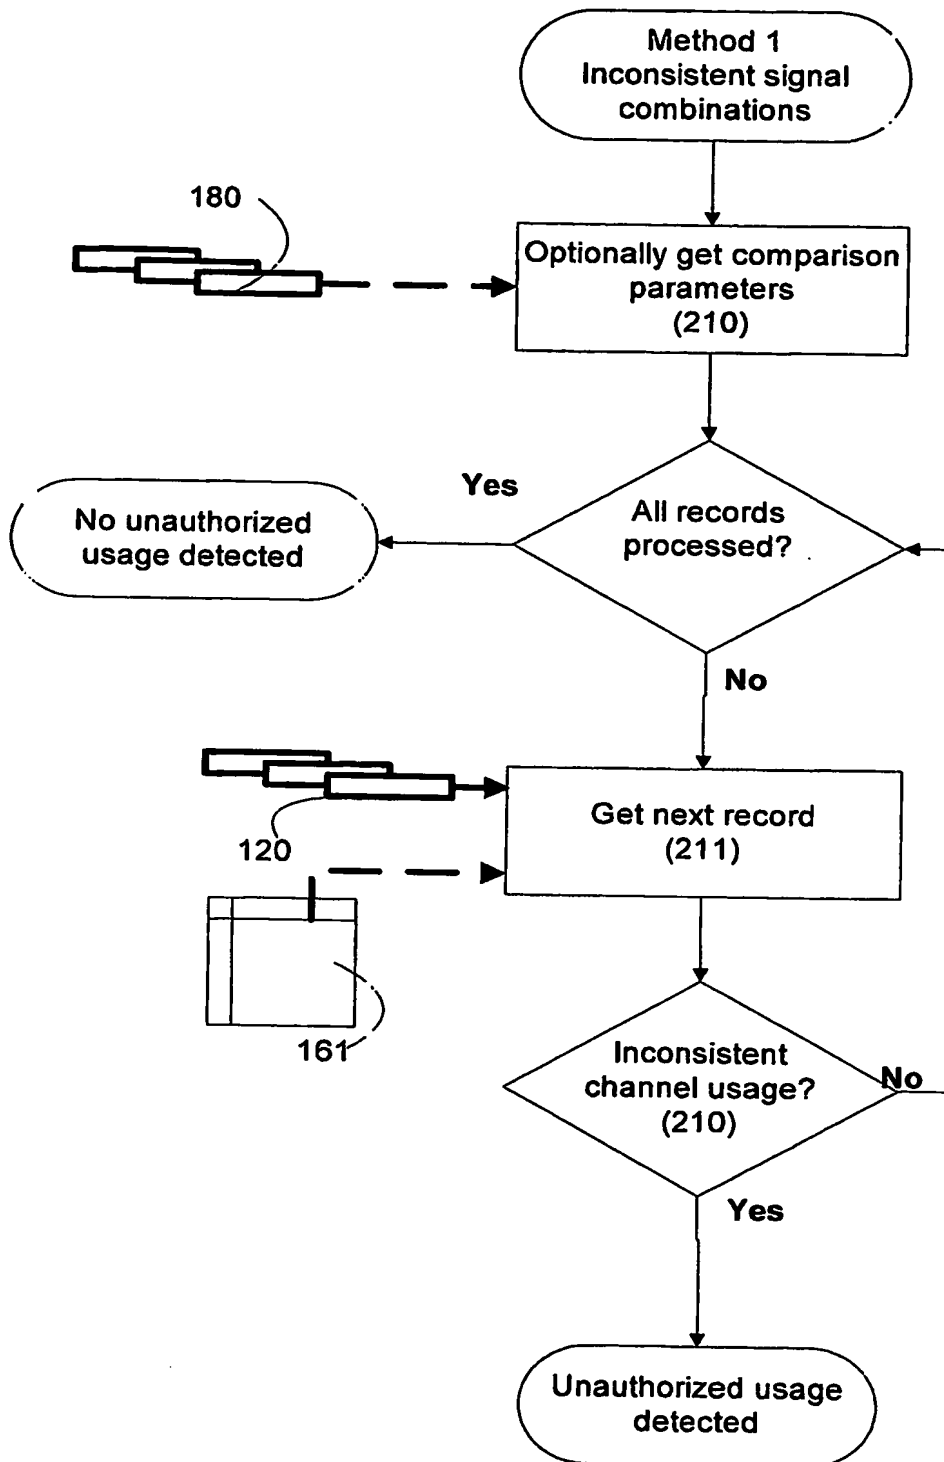 Method 1
Inconsistent signal
combinations
180
Optionally get comparison
parameters
(210)
Yes
No unauthorized
usage detected
All records
processed?
No
Get next record
(211)
120
161
Inconsistent
channel usage?
(210)
No
Yes
Unauthorized usage
detected